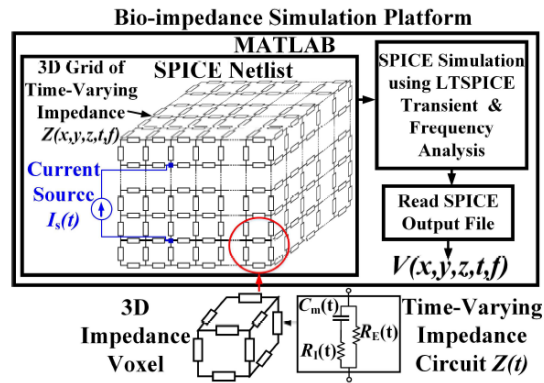 Bio-impedance Simulation Platform
MATLAB
SPICE Netlist
3D Grid of
Time-Varying
Impedance
Z(x,y,z,t,f)
Current
Source
Is(t)
SPICE Simulation
using LTSPICE
Transient &
Frequency
Analysis
Read SPICE
Output File
V(x,y,z,t,f)
3D
Impedance
Voxel
Cm(t)
RE(t)
RI(t)
Time-Varying
Impedance
Circuit Z(t)